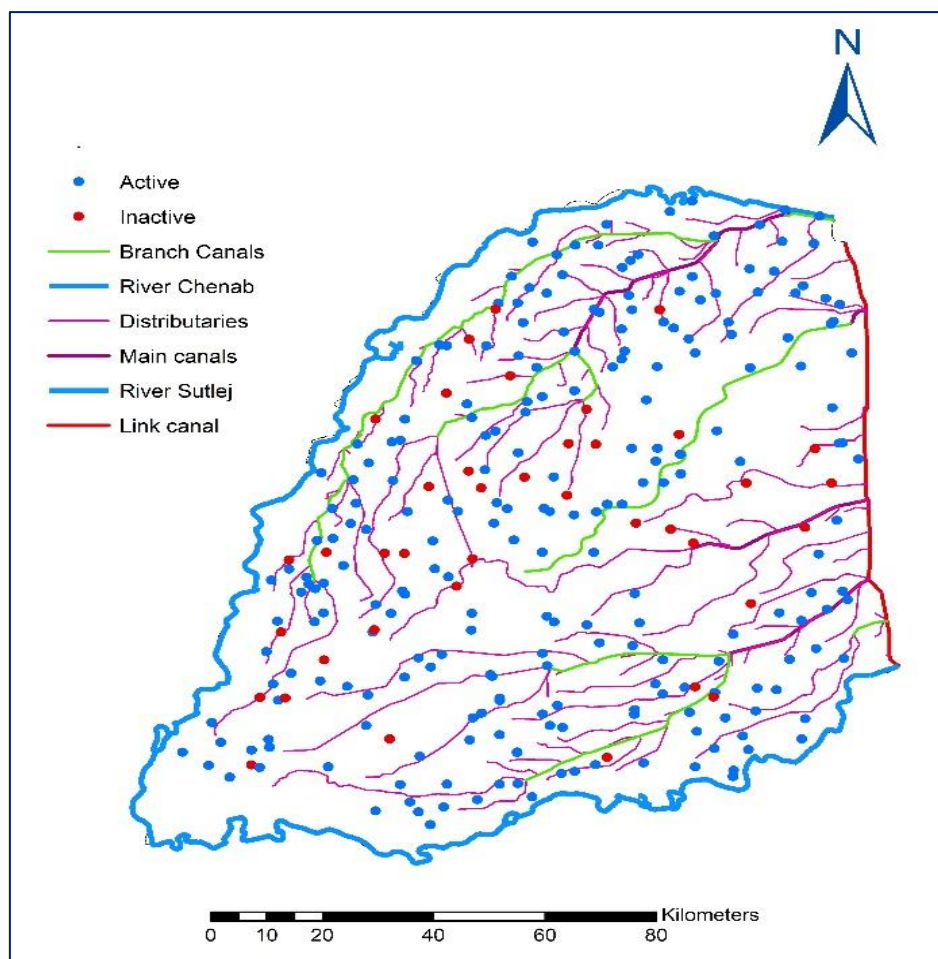 N
Active
Inactive
Branch Canals
River Chenab
Distributaries
Main canals
River Sutlej
Link canal
Kilometers
0 10 20 40 60 80